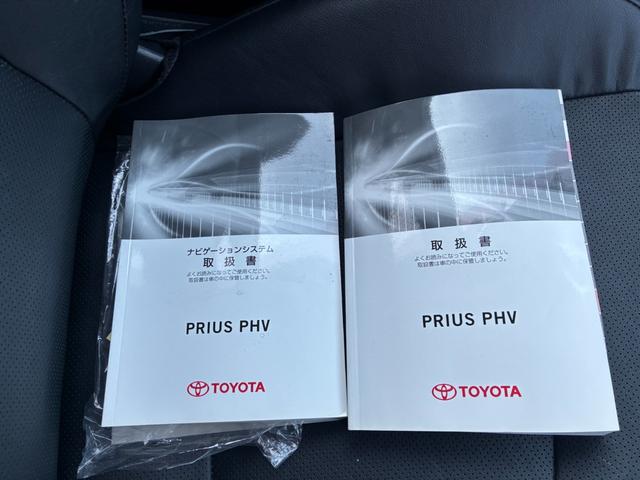 ナビゲーションシステム
取扱書
よくお読みになってご使用ください。
取扱書は車の中に保管しましょう。
PRIUS PHV
TOYOTA
取扱書
よくお読みになってご使用ください。
取扱書は車の中に保管しましょう。
PRIUS PHV
TOYOTA